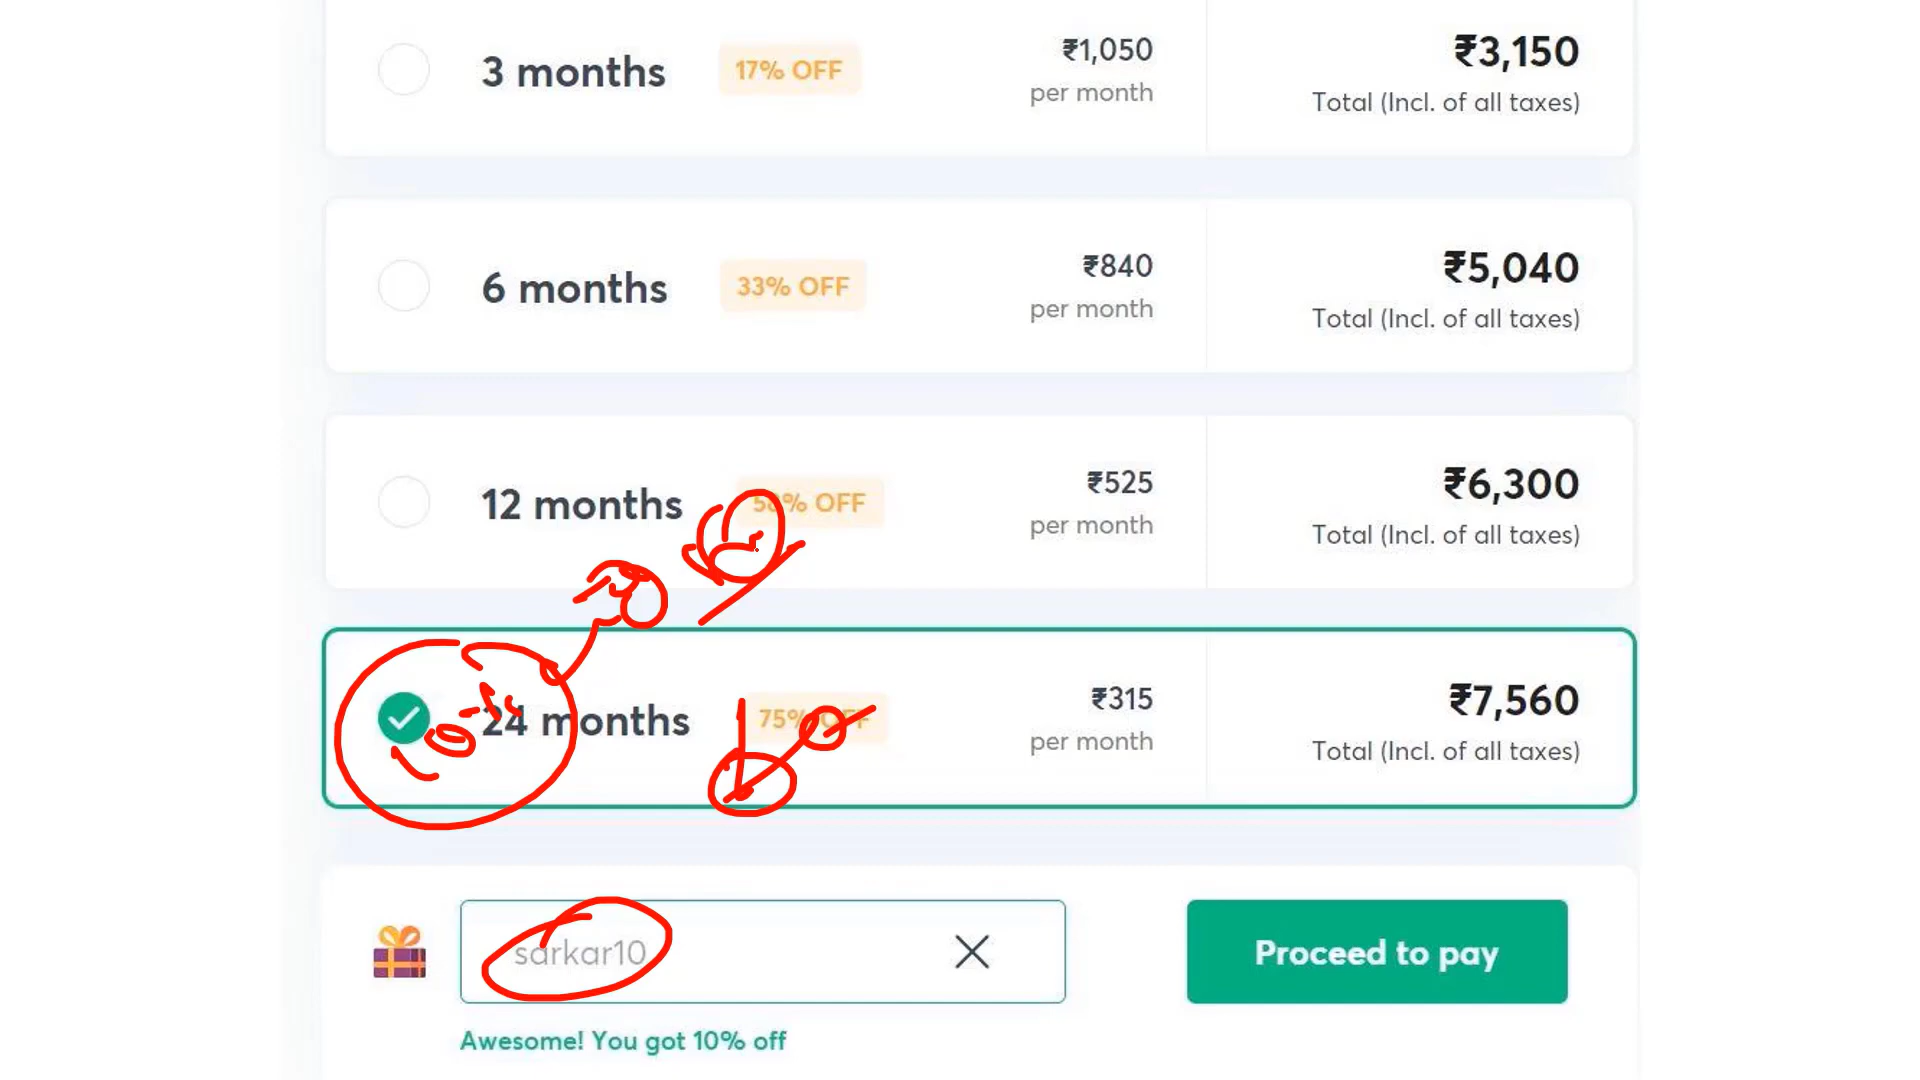 3 months 17% OFF ₹1,050 ₹3,150
per month Total (Incl. of all taxes)
6 months 33% OFF ₹840 ₹5,040
per month Total (Incl. of all taxes)
12 months 58% OFF ₹525 ₹6,300
per month Total (Incl. of all taxes)
24 months 75% OFF ₹315 ₹7,560
per month Total (Incl. of all taxes)
sarkar10 Proceed to pay
Awesome! You got 10% off